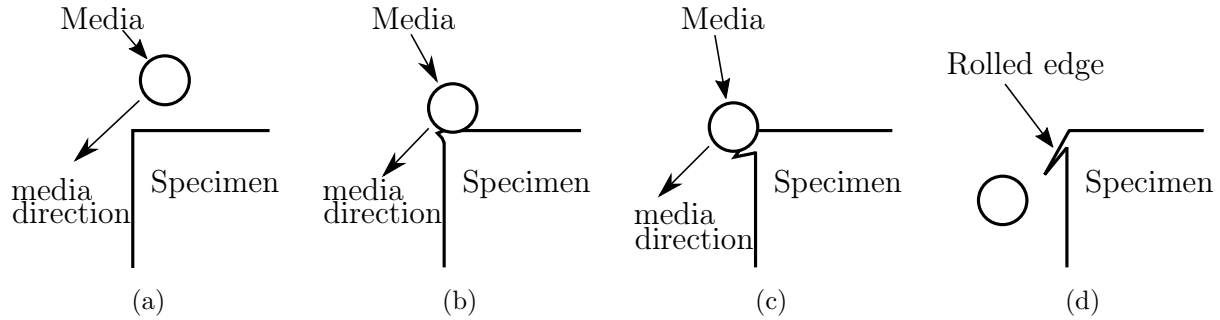 Media
media
direction
Specimen
(a)
Media
media
direction
Specimen
(b)
Media
media
direction
Specimen
(c)
Rolled edge
Specimen
(d)